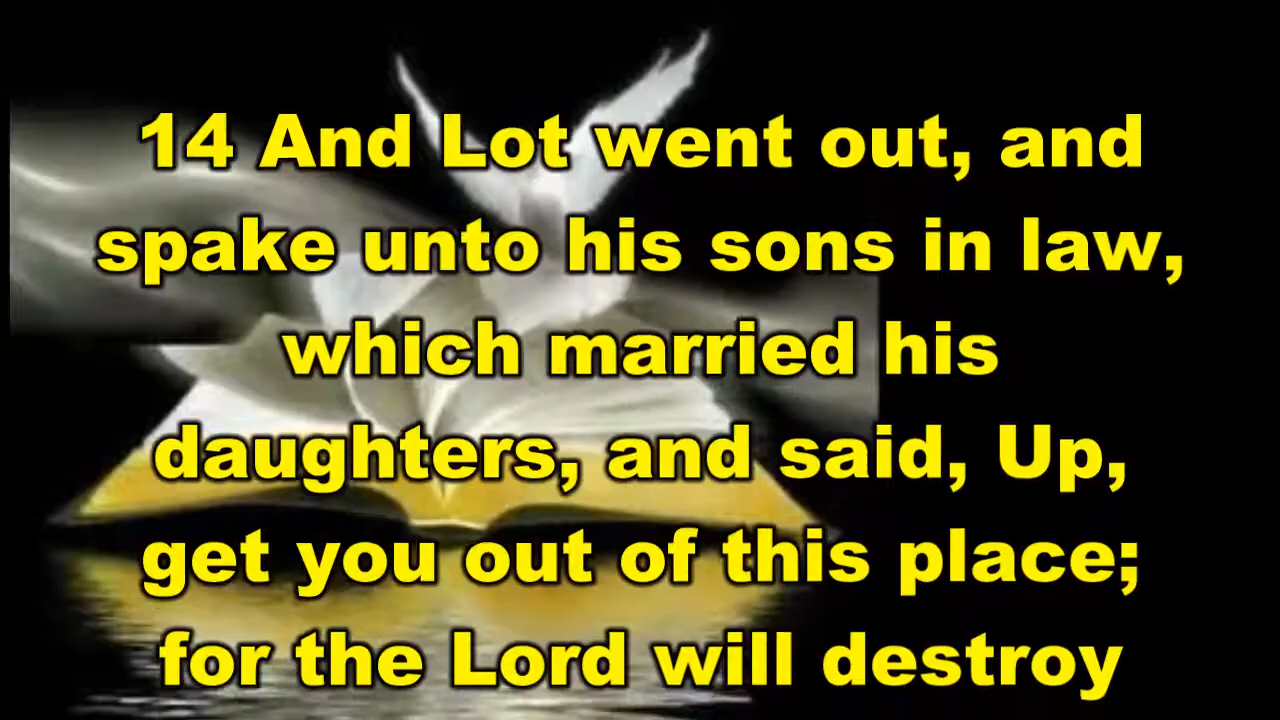 14 And Lot went out, and
spake unto his sons in law,
which married his
daughters, and said, Up,
get you out of this place;
for the Lord will destroy